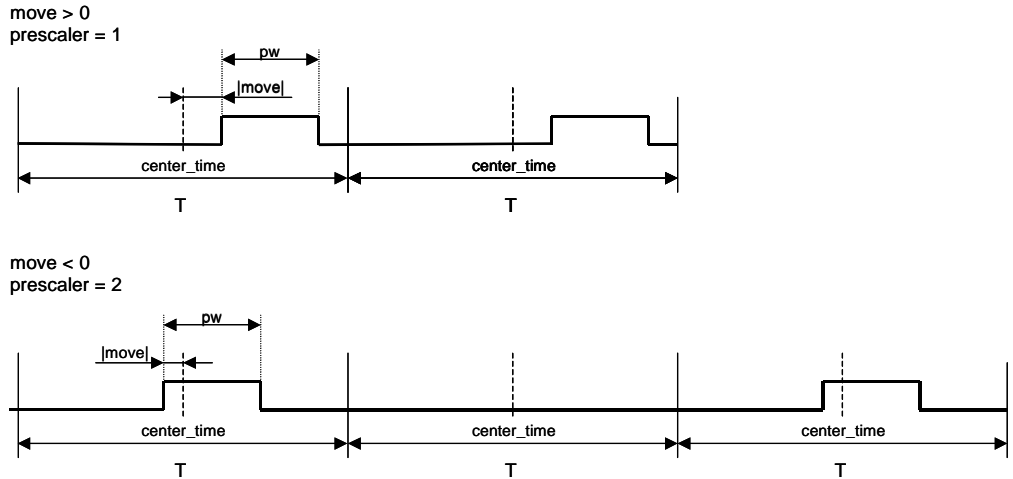 move > 0
prescaler = 1
pw
|move|
center_time center_time
T T
move < 0
prescaler = 2
pw
|move|
center_time center_time center_time
T T T